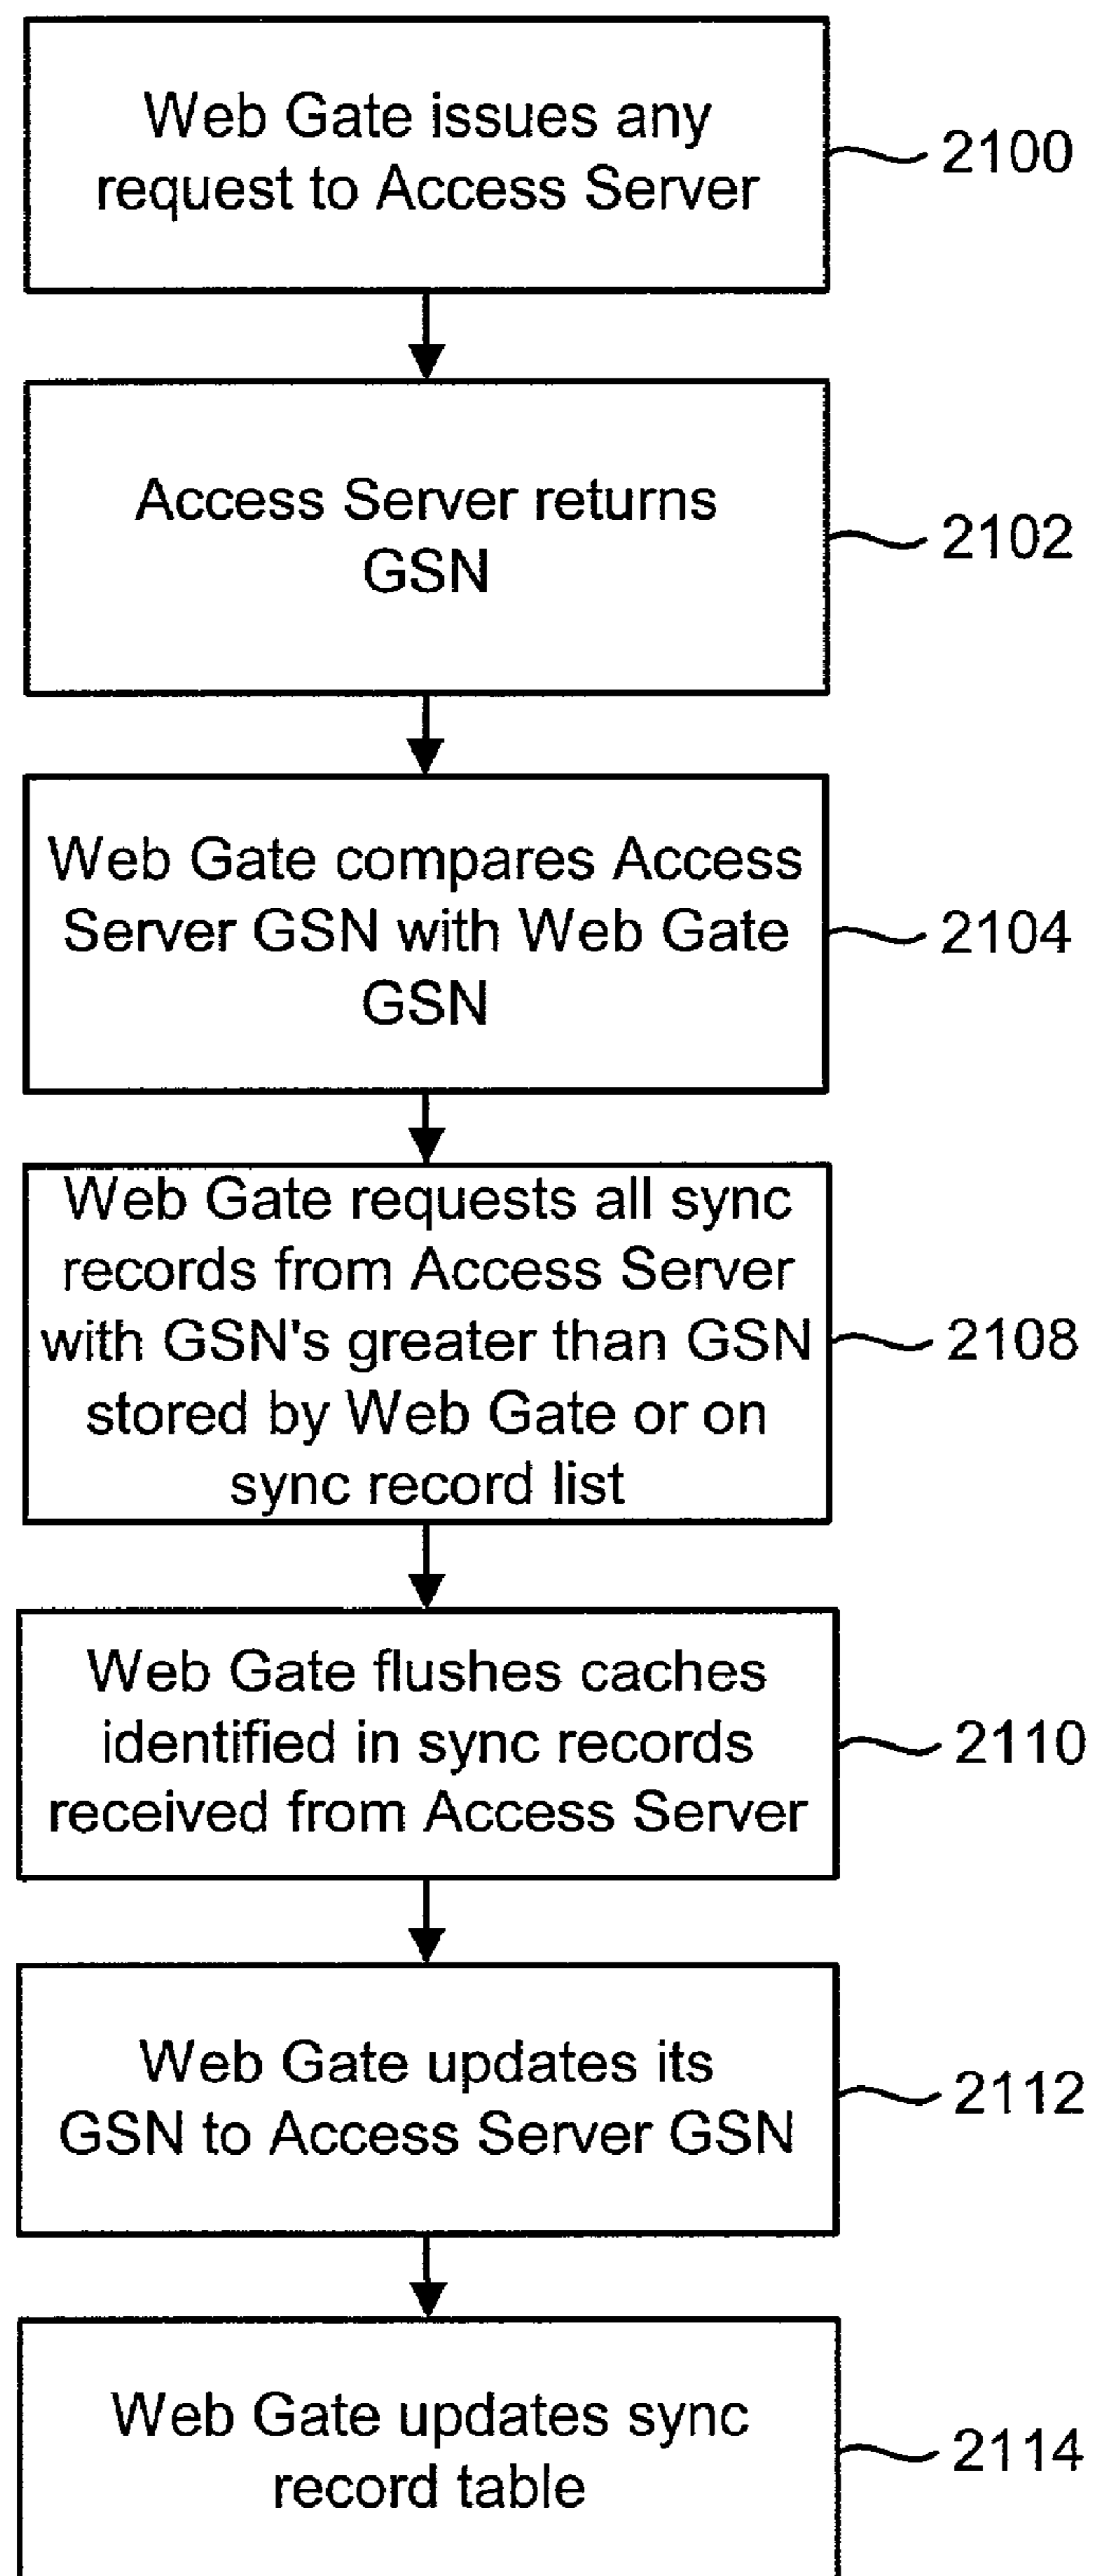 Web Gate issues any
request to Access Server
2100
Access Server returns
GSN
2102
Web Gate compares Access
Server GSN with Web Gate
GSN
2104
Web Gate requests all sync
records from Access Server
with GSN's greater than GSN
stored by Web Gate or on
sync record list
2108
Web Gate flushes caches
identified in sync records
received from Access Server
2110
Web Gate updates its
GSN to Access Server GSN
2112
Web Gate updates sync
record table
2114